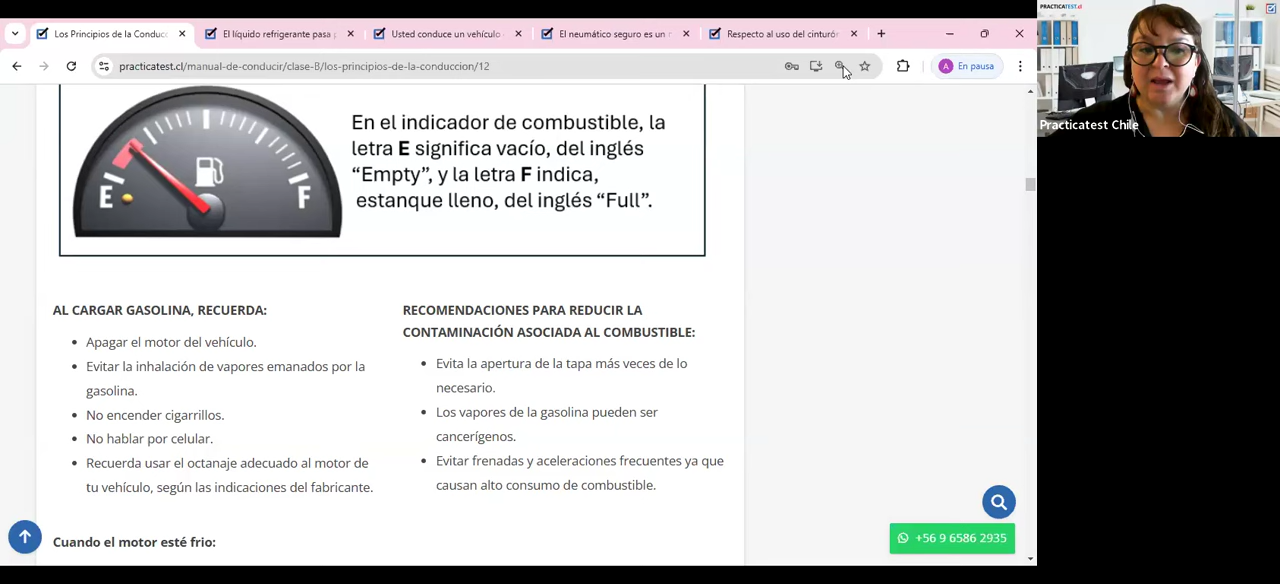 Los Principios de la Conducc
El líquido refrigerante pasa
Usted conduce un vehículo
El neumático seguro es un
Respecto al uso del cinturón
practicatest.cl/manual-de-conducir/clase-B/los-principios-de-la-conduccion/12
A En pausa
PRACTICATEST.cl
Practicatest Chile
E
F
En el indicador de combustible, la
letra E significa vacío, del inglés
“Empty”, y la letra F indica,
estanque lleno, del inglés “Full”.
AL CARGAR GASOLINA, RECUERDA:
• Apagar el motor del vehículo.
• Evitar la inhalación de vapores emanados por la
gasolina.
• No encender cigarrillos.
• No hablar por celular.
• Recuerda usar el octanaje adecuado al motor de
tu vehículo, según las indicaciones del fabricante.
RECOMENDACIONES PARA REDUCIR LA
CONTAMINACIÓN ASOCIADA AL COMBUSTIBLE:
• Evita la apertura de la tapa más veces de lo
necesario.
• Los vapores de la gasolina pueden ser
cancerígenos.
• Evitar frenadas y aceleraciones frecuentes ya que
causan alto consumo de combustible.
Cuando el motor esté frio:
+56 9 6586 2935